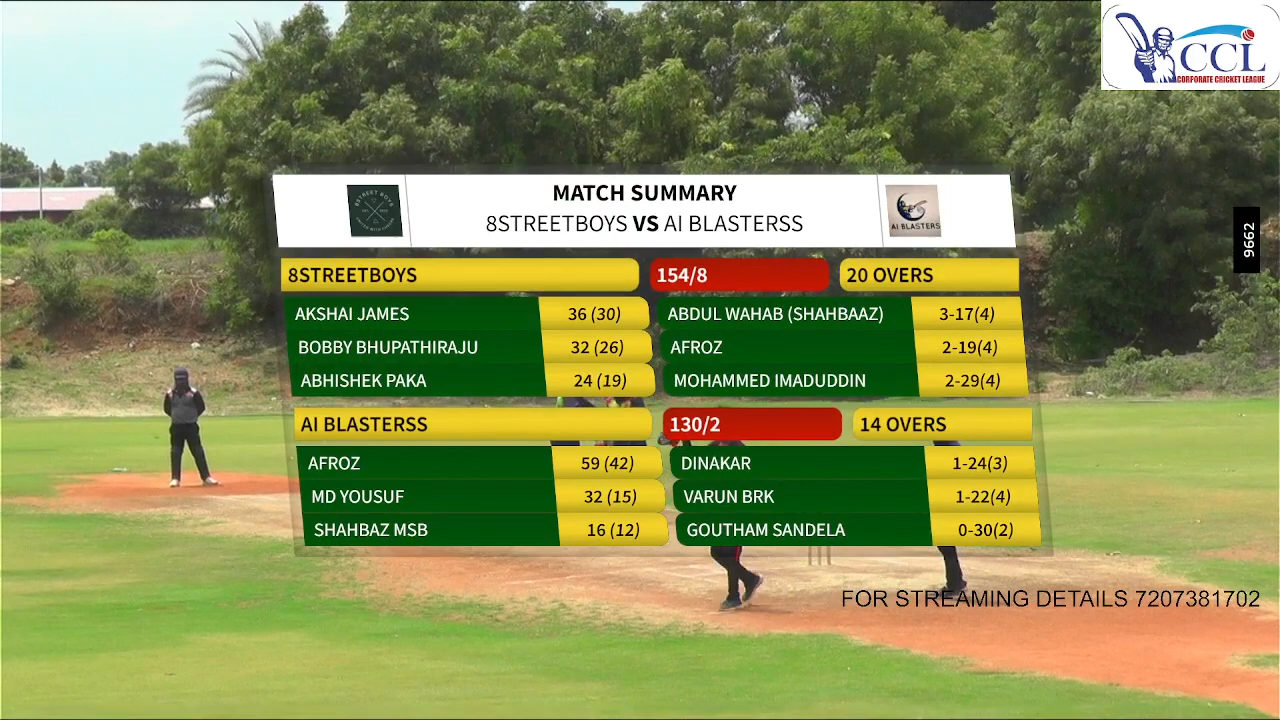 CCL
CORPORATE CRICKET LEAGUE
MATCH SUMMARY
8STREETBOYS VS AI BLASTERSS
AI BLASTERS
9662
8STREETBOYS 154/8 20 OVERS
AKSHAI JAMES 36 (30) ABDUL WAHAB (SHAHBAAZ) 3-17(4)
BOBBY BHUPATHIRAJU 32 (26) AFROZ 2-19(4)
ABHISHEK PAKA 24 (19) MOHAMMED IMADUDDIN 2-29(4)
AI BLASTERSS 130/2 14 OVERS
AFROZ 59 (42) DINAKAR 1-24(3)
MD YOUSUF 32 (15) VARUN BRK 1-22(4)
SHAHBAZ MSB 16 (12) GOUTHAM SANDELA 0-30(2)
FOR STREAMING DETAILS 7207381702